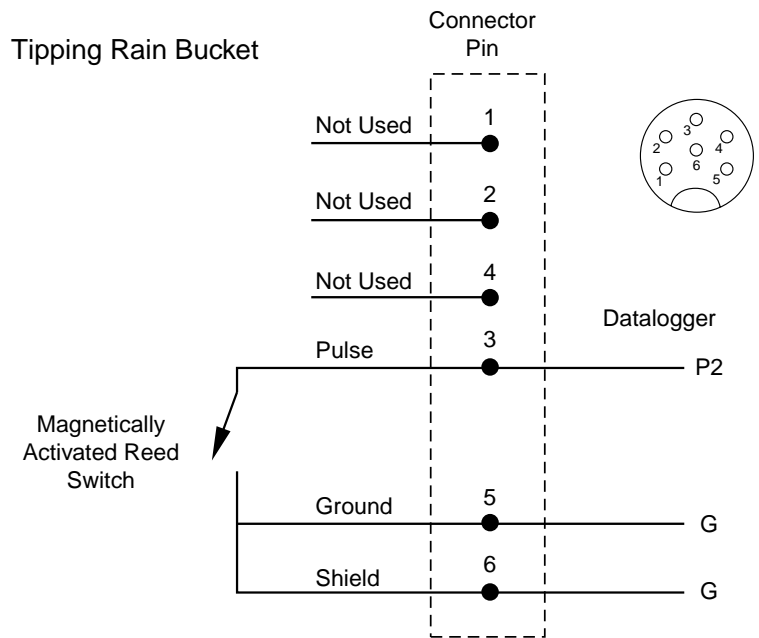 Tipping Rain Bucket
Connector
Pin
Not Used
1
Not Used
2
Not Used
4
Pulse
3
Datalogger
P2
Magnetically
Activated Reed
Switch
Ground
5
G
Shield
6
G
3
2
4
6
1
5